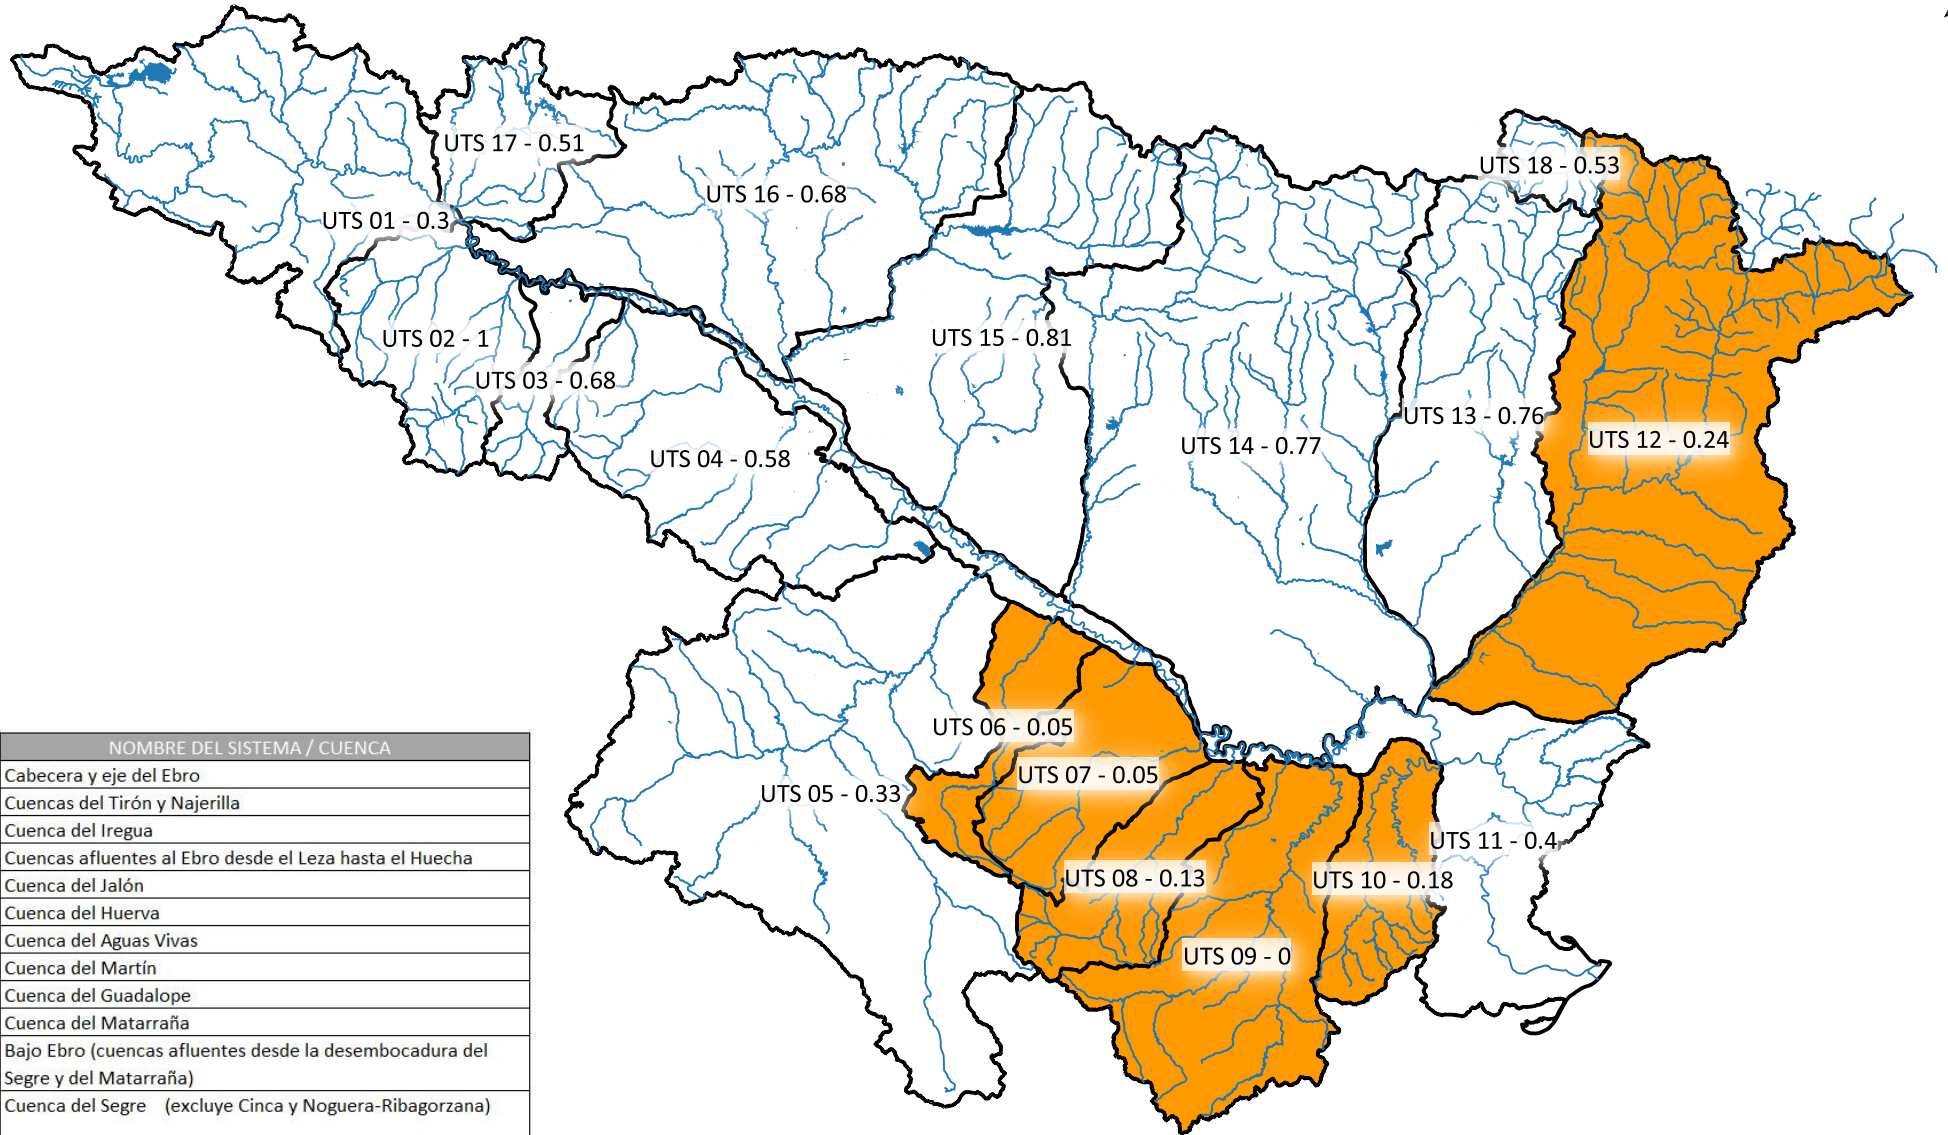 UTS 17 - 0.51
UTS 18 - 0.53
UTS 16 - 0.68
UTS 01 - 0.3
UTS 02 - 1
UTS 15 - 0.81
UTS 03 - 0.68
UTS 13 - 0.76
UTS 12 - 0.24
UTS 14 - 0.77
UTS 04 - 0.58
UTS 06 - 0.05
UTS 07 - 0.05
UTS 05 - 0.33
UTS 11 - 0.4
UTS 08 - 0.13
UTS 10 - 0.18
UTS 09 - 0
NOMBRE DEL SISTEMA / CUENCA
Cabecera y eje del Ebro
Cuencas del Tirón y Najerilla
Cuenca del Iregua
Cuencas afluentes al Ebro desde el Leza hasta el Huecha
Cuenca del Jalón
Cuenca del Huerva
Cuenca del Aguas Vivas
Cuenca del Martín
Cuenca del Guadalope
Cuenca del Matarraña
Bajo Ebro (cuencas afluentes desde la desembocadura del
Segre y del Matarraña)
Cuenca del Segre (excluye Cinca y Noguera-Ribagorzana)